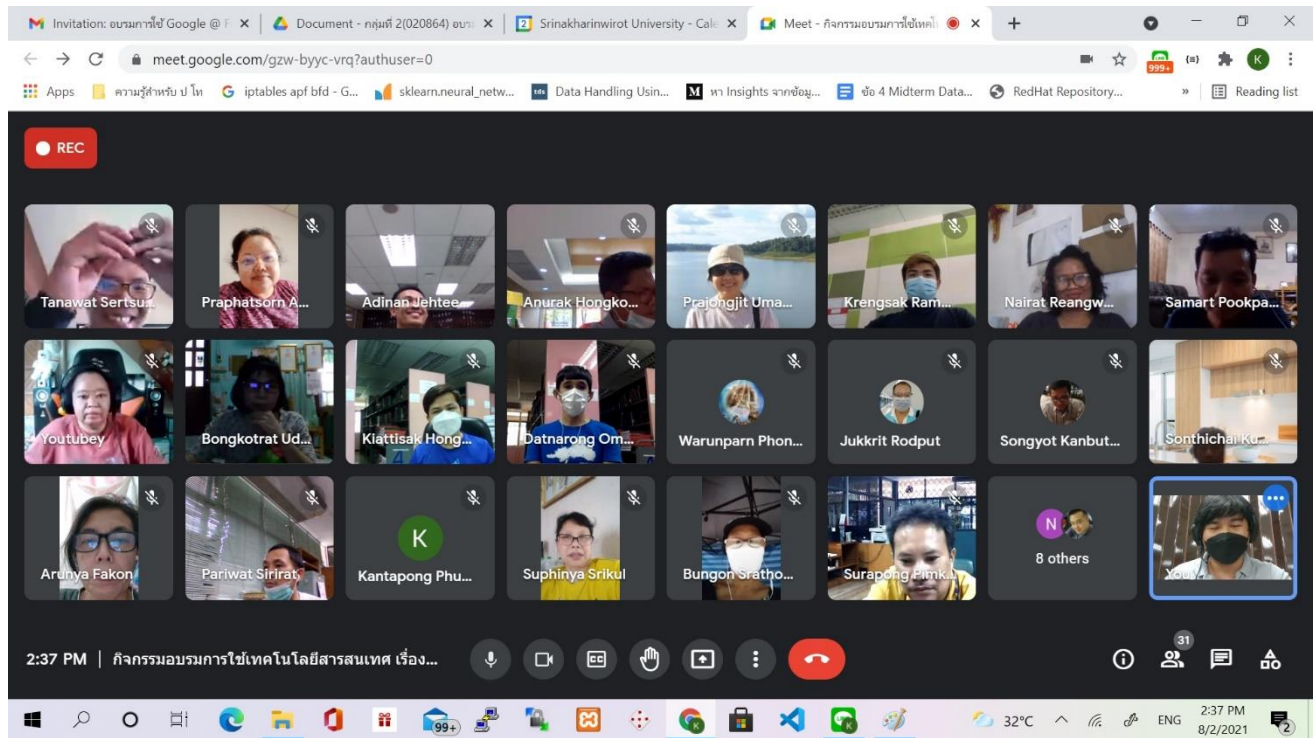 Invitation: อบรมการใช้ Google @ F
Document - กลุ่มที่ 2(020864) อบร
Srinakharinwirot University - Cale
Meet - กิจกรรมอบรมการใช้เทคโ
meet.google.com/gzw-byyc-vrq?authuser=0
999+
K
Apps
ความรู้สำหรับ ป โท
iptables apf bfd - G...
sklearn.neural_netw...
Data Handling Usin...
หา Insights จากข้อมู...
ข้อ 4 Midterm Data...
RedHat Repository...
Reading list
REC
Tanawat Sertsu...
Praphatsorn A...
Adinan Jehtee...
Anurak Hongko...
Prajongjit Uma...
Krengsak Ram...
Nairat Reangw...
Samart Pookpa...
Youtubey
Bongkotrat Ud...
Kiattisak Hong...
Datnarong Om...
Warunparn Phon...
Jukkrit Rodput
Songyot Kanbut...
Sonthichai Ku...
Arunya Fakon
Pariwat Sirirat
K
Kantapong Phu...
Suphinya Srikul
Bungon Sratho...
Surapong Pimk...
N
8 others
You
2:37 PM | กิจกรรมอบรมการใช้เทคโนโลยีสารสนเทศ เรื่อง...
CC
31
99+
32°C
ENG
2:37 PM
8/2/2021
2